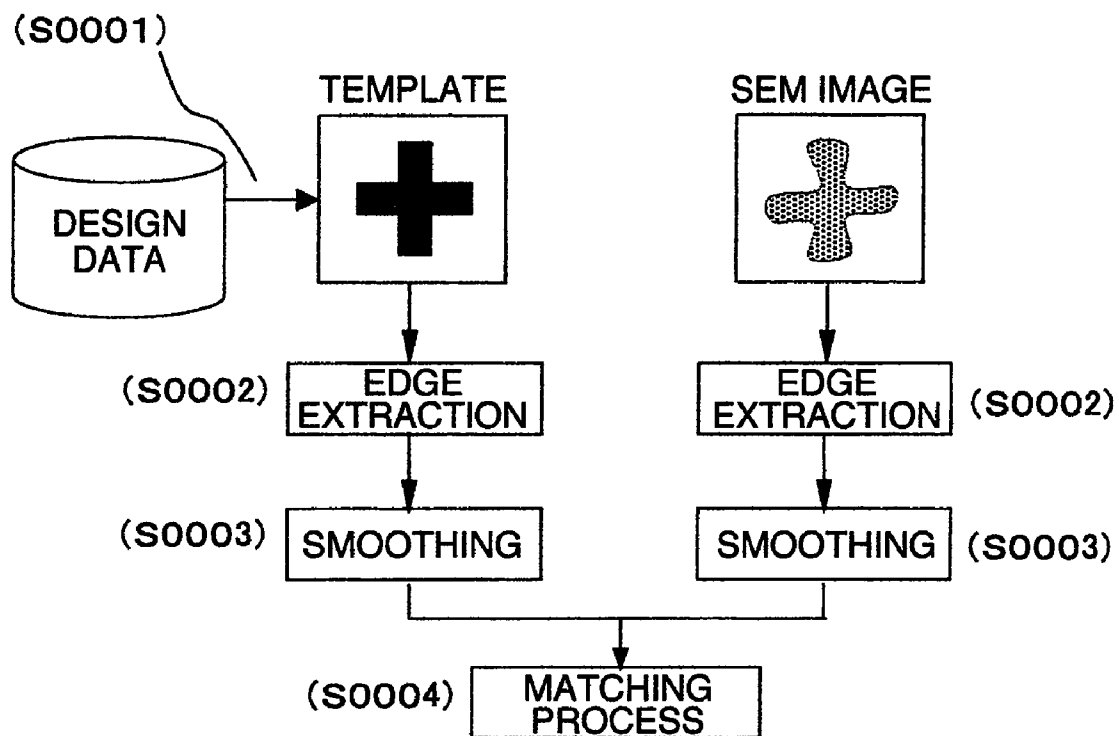 (S0001)
TEMPLATE
SEM IMAGE
DESIGN
DATA
(S0002)
EDGE
EXTRACTION
EDGE
EXTRACTION
(S0002)
(S0003)
SMOOTHING
SMOOTHING
(S0003)
(S0004)
MATCHING
PROCESS